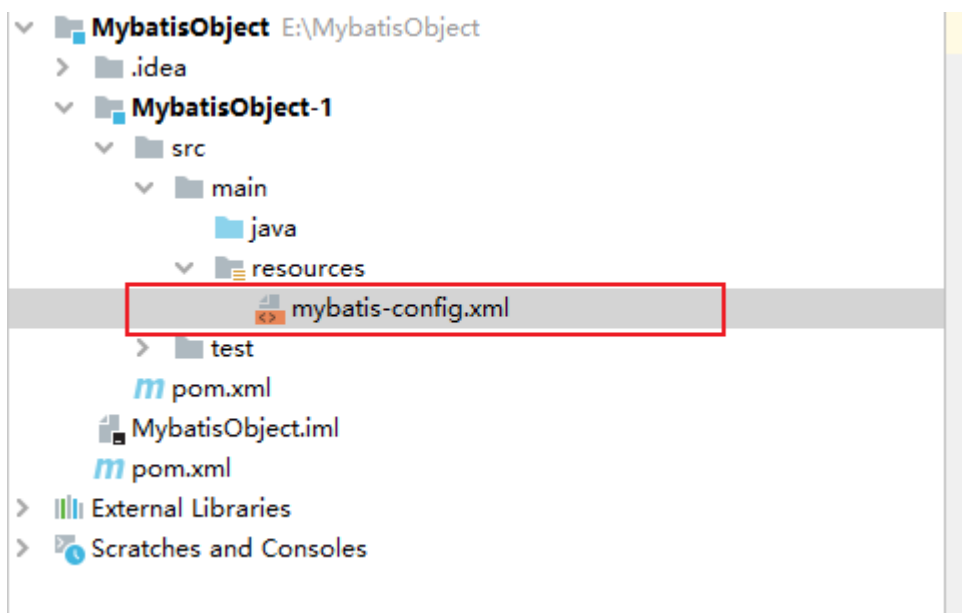 MybatisObject E:\MybatisObject
.idea
MybatisObject-1
src
main
java
resources
mybatis-config.xml
test
m pom.xml
MybatisObject.iml
m pom.xml
External Libraries
Scratches and Consoles